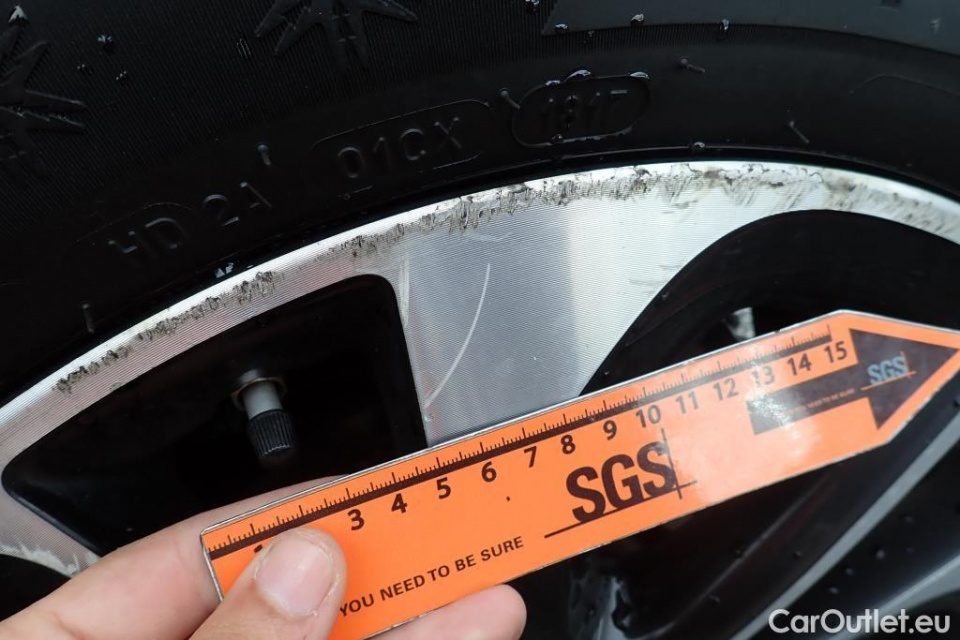 HD 2A 01CX 1817
3 4 5 6 7 8 9 10 11 12 13 14 15
SGS
SGS
YOU NEED TO BE SURE
CarOutlet.eu